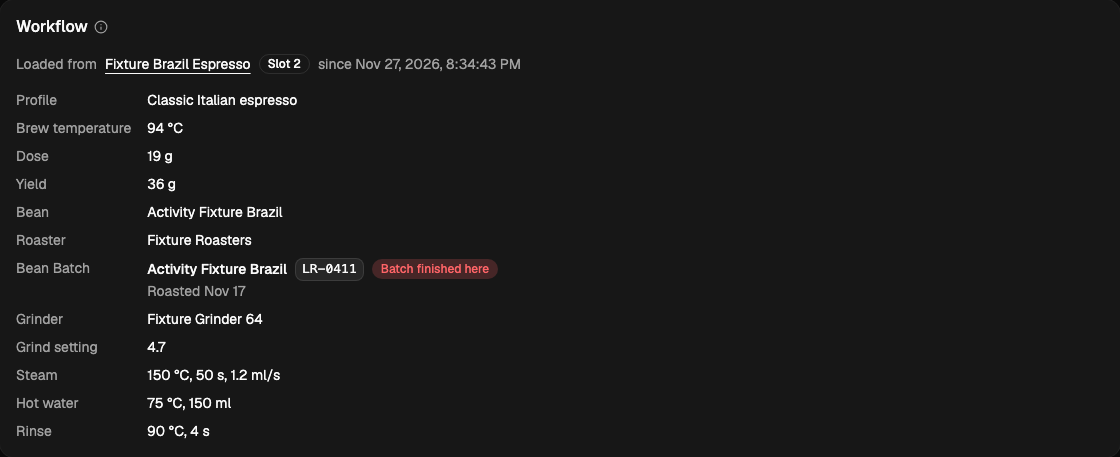 Workflow
Loaded from Fixture Brazil Espresso Slot 2 since Nov 27, 2026, 8:34:43 PM
Profile Classic Italian espresso
Brew temperature 94 °C
Dose 19 g
Yield 36 g
Bean Activity Fixture Brazil
Roaster Fixture Roasters
Bean Batch Activity Fixture Brazil LR-0411 Batch finished here
Roasted Nov 17
Grinder Fixture Grinder 64
Grind setting 4.7
Steam 150 °C, 50 s, 1.2 ml/s
Hot water 75 °C, 150 ml
Rinse 90 °C, 4 s